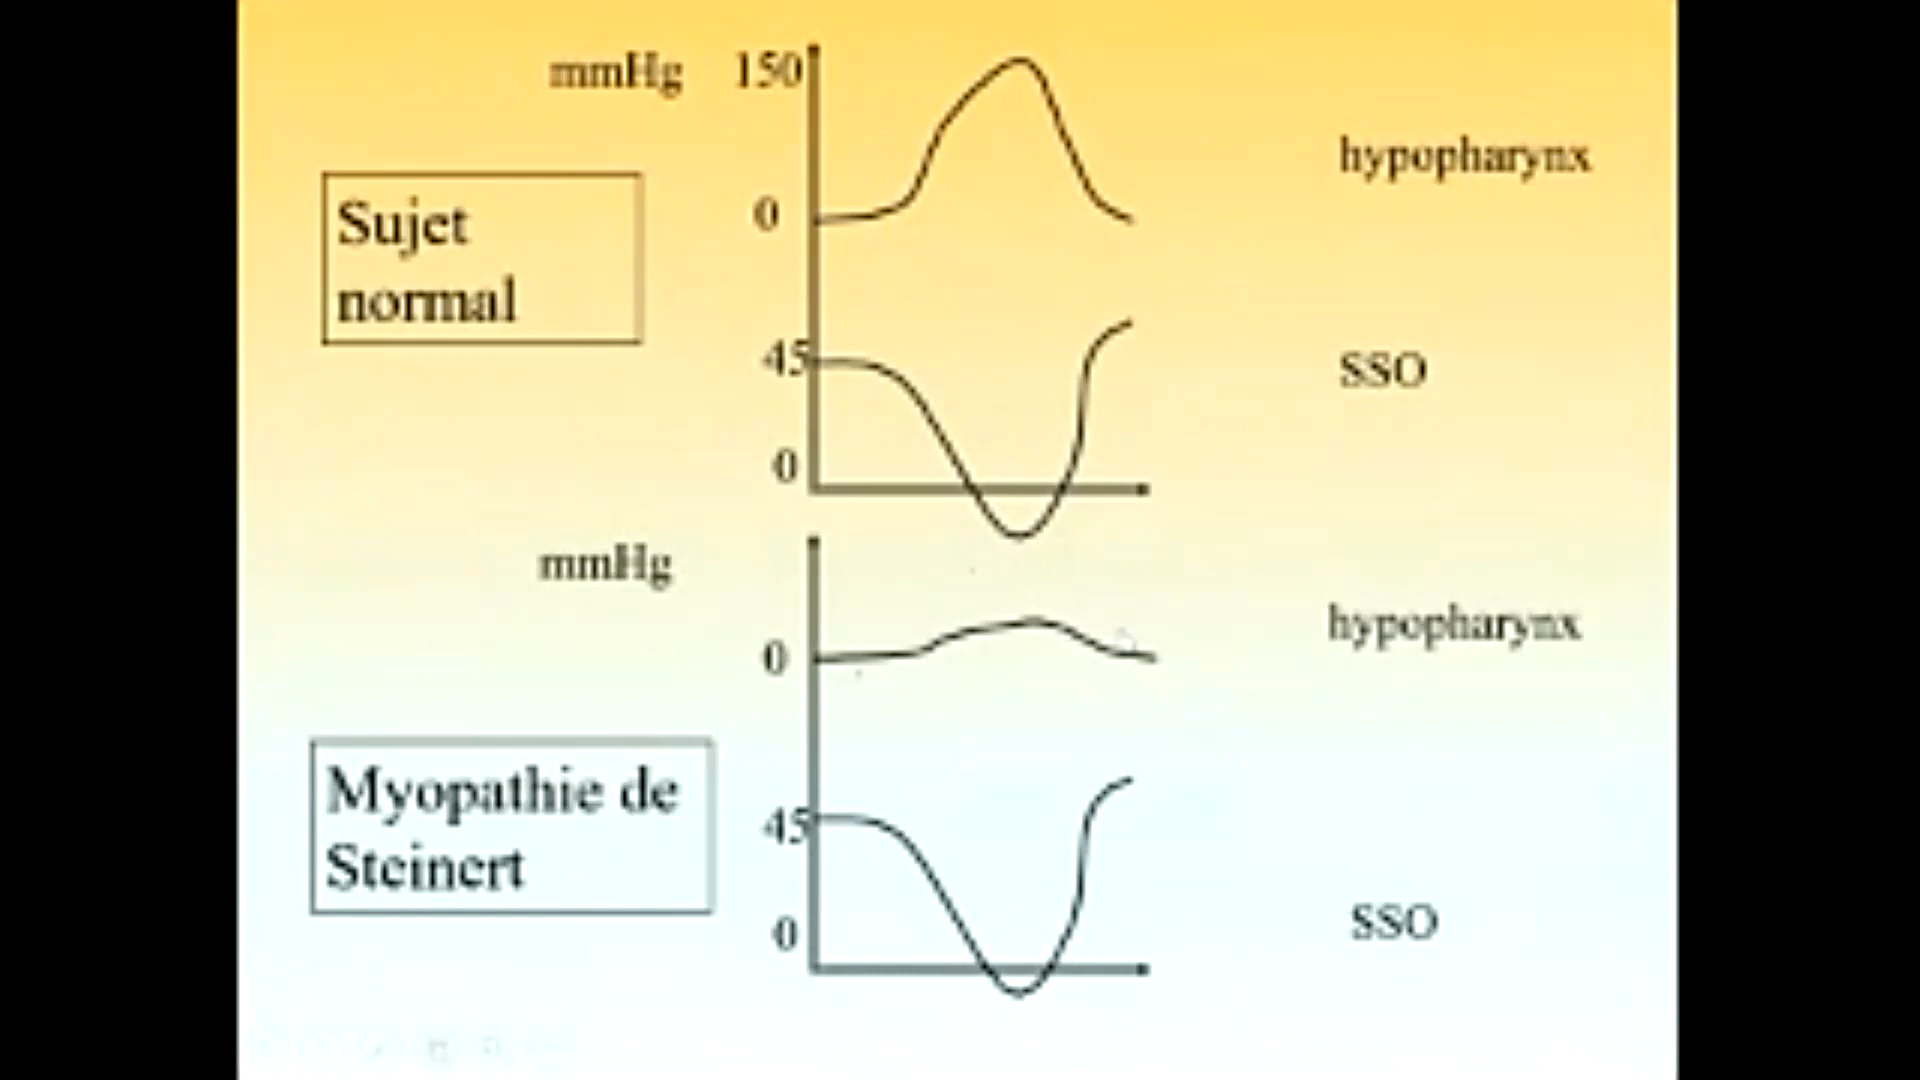 mmHg 150
hypopharynx
0
Sujet
normal
45
SSO
0
mmHg
hypopharynx
0
Myopathie de
Steinert
45
0
SSO